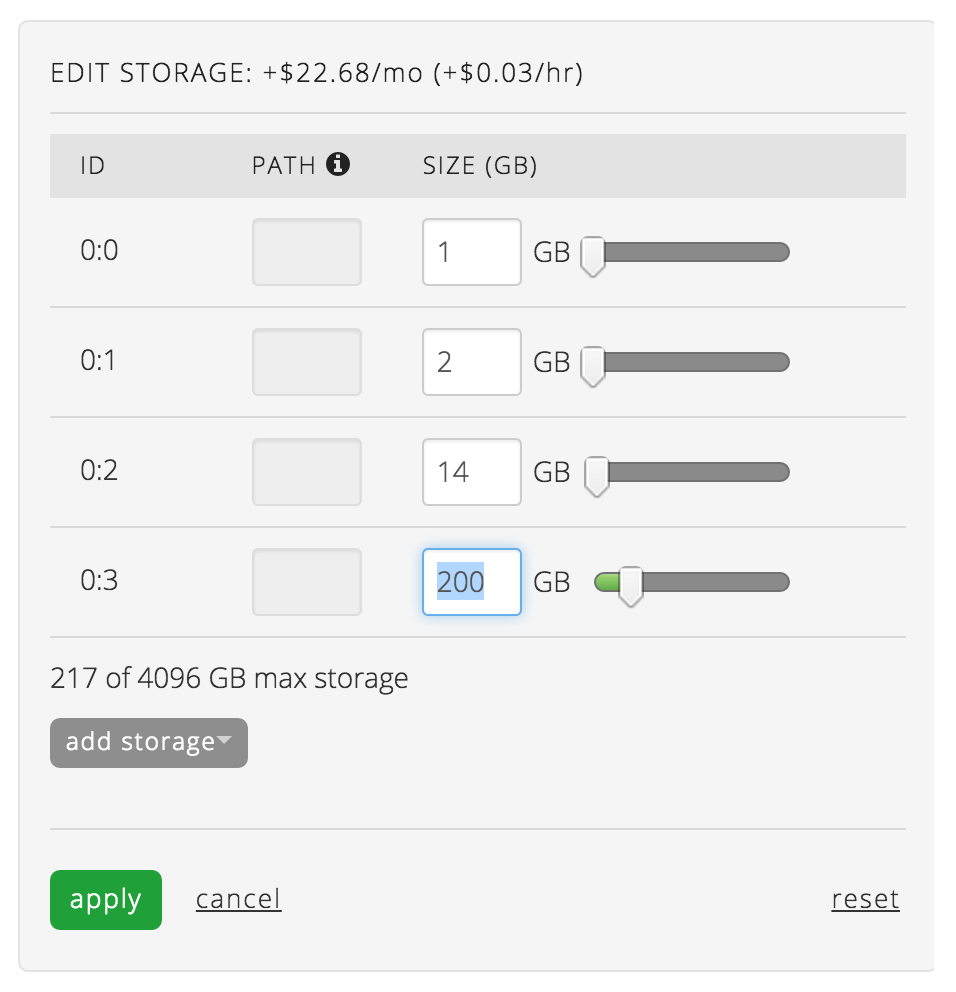 EDIT STORAGE: +$22.68/mo (+$0.03/hr)
ID PATH SIZE (GB)
0:0 1 GB
0:1 2 GB
0:2 14 GB
0:3 200 GB
217 of 4096 GB max storage
add storage
apply cancel reset